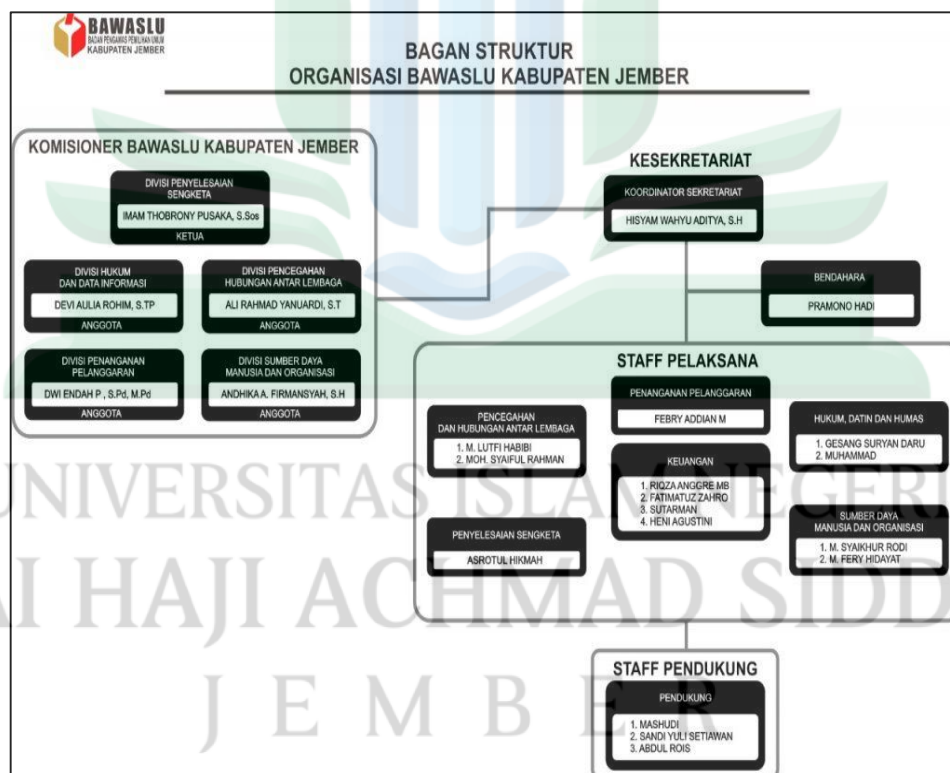 BAWASLU
BADAN PENGAWAS PEMILIHAN UMUM
KABUPATEN JEMBER
BAGAN STRUKTUR
ORGANISASI BAWASLU KABUPATEN JEMBER
KOMISIONER BAWASLU KABUPATEN JEMBER
DIVISI PENYELESAIAN
SENGKETA
IMAM THOBRONY PUSAKA, S.Sos
KETUA
DIVISI HUKUM
DAN DATA INFORMASI
DEVI AULIA ROHIM, S.TP
ANGGOTA
DIVISI PENCEGAHAN
HUBUNGAN ANTAR LEMBAGA
ALI RAHMAD YANUARDI, S.T
ANGGOTA
DIVISI PENANGANAN
PELANGGARAN
DWI ENDAH P , S.Pd, M.Pd
ANGGOTA
DIVISI SUMBER DAYA
MANUSIA DAN ORGANISASI
ANDHIKA A. FIRMANSYAH, S.H
ANGGOTA
KESEKRETARIAT
KOORDINATOR SEKRETARIAT
HISYAM WAHYU ADITYA, S.H
BENDAHARA
PRAMONO HADI
STAFF PELAKSANA
PENCEGAHAN
DAN HUBUNGAN ANTAR LEMBAGA
1. M. LUTFI HABIBI
2. MOH. SYAIFUL RAHMAN
PENANGANAN PELANGGARAN
FEBRY ADDIAN M
HUKUM, DATIN DAN HUMAS
1. GESANG SURYAN DARU
2. MUHAMMAD
KEUANGAN
1. RIQZA ANGGRE MB
2. FATIMATUZ ZAHRO
3. SUTARMAN
4. HENI AGUSTINI
PENYELESAIAN SENGKETA
ASROTUL HIKMAH
SUMBER DAYA
MANUSIA DAN ORGANISASI
1. M. SYAIKHUR RODI
2. M. FERY HIDAYAT
STAFF PENDUKUNG
PENDUKUNG
1. MASHUDI
2. SANDI YULI SETIAWAN
3. ABDUL ROIS
UNIVERSITAS ISLAM NEGERI
AI HAJI ACHMAD SIDD
JEMBER